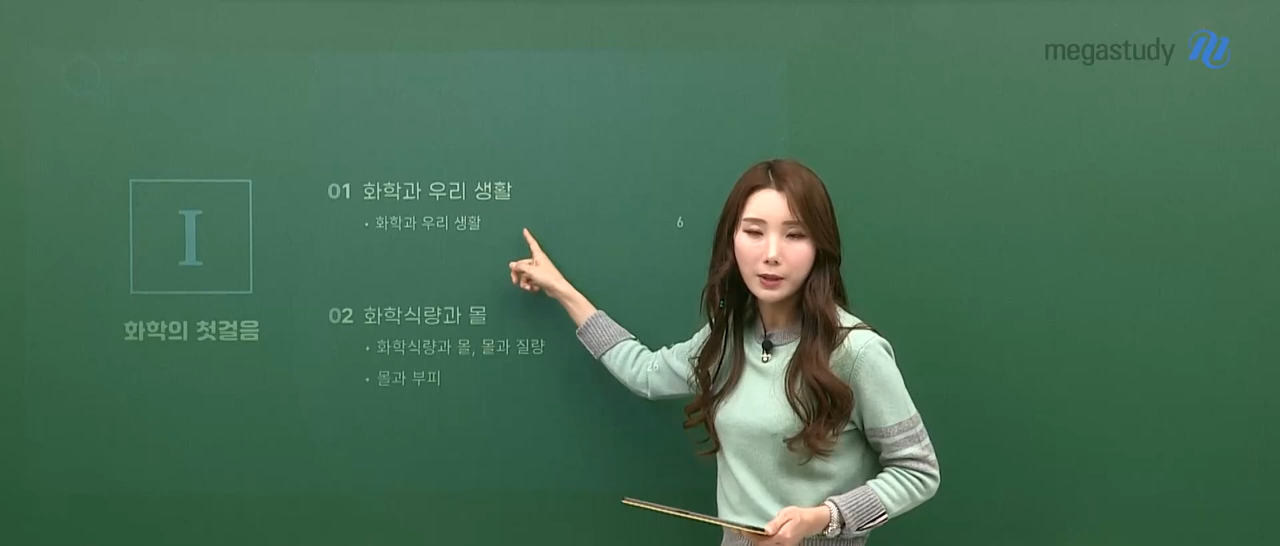 megastudy
I
화학의 첫걸음
01 화학과 우리 생활
• 화학과 우리 생활 6
02 화학식량과 몰
• 화학식량과 몰, 몰과 질량 26
• 몰과 부피